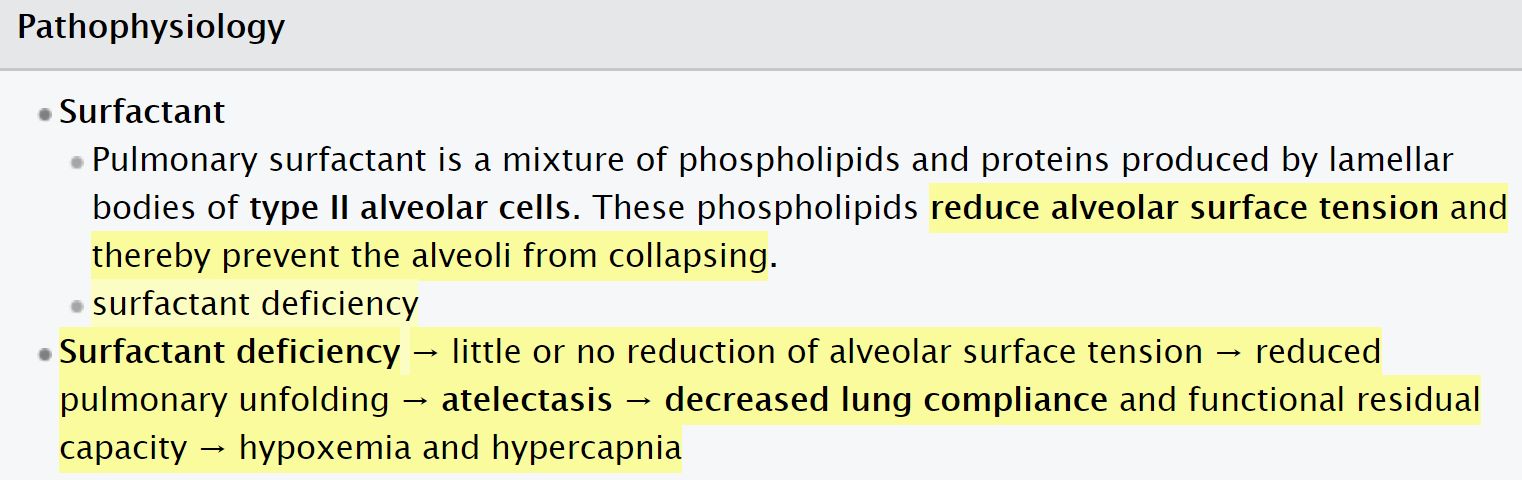 Pathophysiology
Surfactant
Pulmonary surfactant is a mixture of phospholipids and proteins produced by lamellar
bodies of type II alveolar cells. These phospholipids reduce alveolar surface tension and
thereby prevent the alveoli from collapsing.
surfactant deficiency
Surfactant deficiency → little or no reduction of alveolar surface tension → reduced
pulmonary unfolding → atelectasis → decreased lung compliance and functional residual
capacity → hypoxemia and hypercapnia